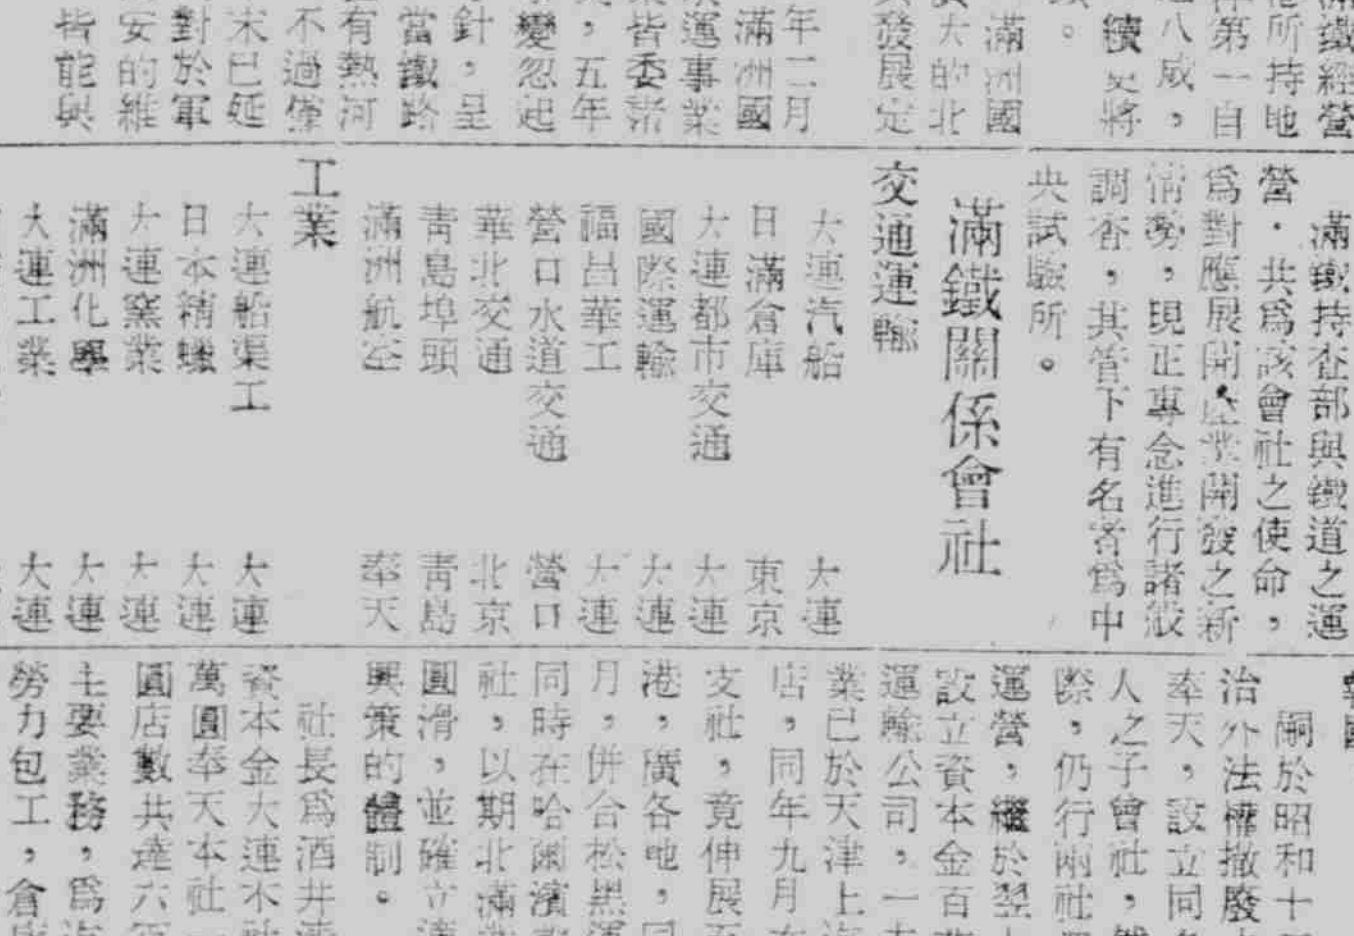 滿鐵經營
所持地
第一自
八成，
續更將
。
滿洲國
大的北
發展定
年二月
滿洲國
運事業
皆委諸
，五年
變忽起
針，呈
當鐵路
有熱河
不過
末已延
對於軍
安的維
皆能與
滿鐵持查部與鐵道之運
營．共爲該會社之使命，
爲對應展開產業開發之新
情勢，現正專念進行諸般
調查，其管下有名者爲中
央試驗所。
滿鐵關係會社
交通運輸
大連汽船 大連
日滿倉庫 東京
大連都市交通 大連
國際運輸 大連
福昌華工 大連
營口水道交通 營口
華北交通 北京
靑島埠頭 靑島
滿洲航空 奉天
工業
大連船渠工 大連
日本精蠟 大連
大連窯業 大連
滿洲化學 大連
大連工業 大連
嗣於昭和十
治外法權撤廢
奉天，設立同
人之子會社，
際，仍行兩社
運營，繼於翌
設立資本金百
運輸公司，一
業已於天津上
店，同年九月
支社，竟伸展
港，廣各地，
月，併合松黑運
同時在哈爾濱
社，以期北滿
圓滑，並確立
興策的體制。
社長爲酒井
資本金大連本社
萬圓奉天本社
圓店數共達六
主要業務，爲
勞力包工，倉